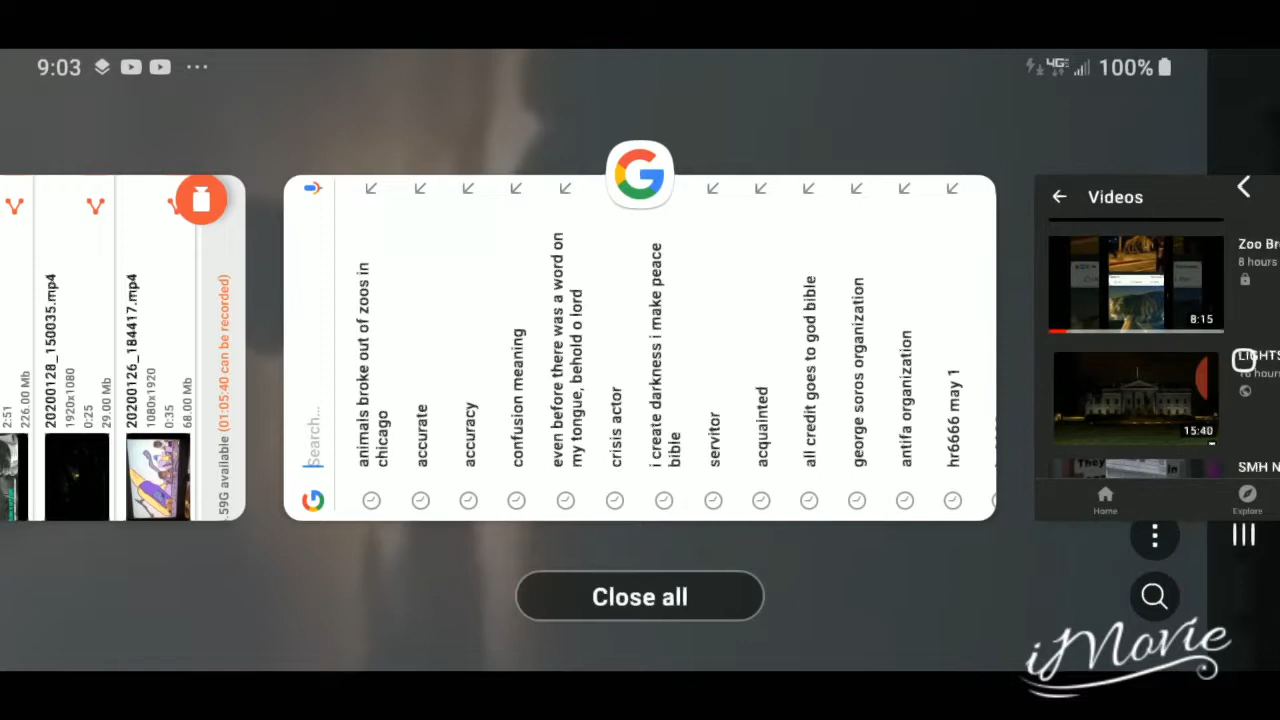 9:03
4GE
100%
2:51
226.00 Mb
20200128_150035.mp4
1920x1080
0:25
29.00 Mb
20200126_184417.mp4
1080x1920
0:35
68.00 Mb
.59G available (01:05:40 can be recorded)
Search...
animals broke out of zoos in
chicago
accurate
accuracy
confusion meaning
even before there was a word on
my tongue, behold o lord
crisis actor
i create darkness i make peace
bible
servitor
acquainted
all credit goes to god bible
george soros organization
antifa organization
hr6666 may 1
Videos
8:15
Zoo Br
8 hours
15:40
LIGHTS
hours
They
SMH N
Home
Explore
Close all
iMovie